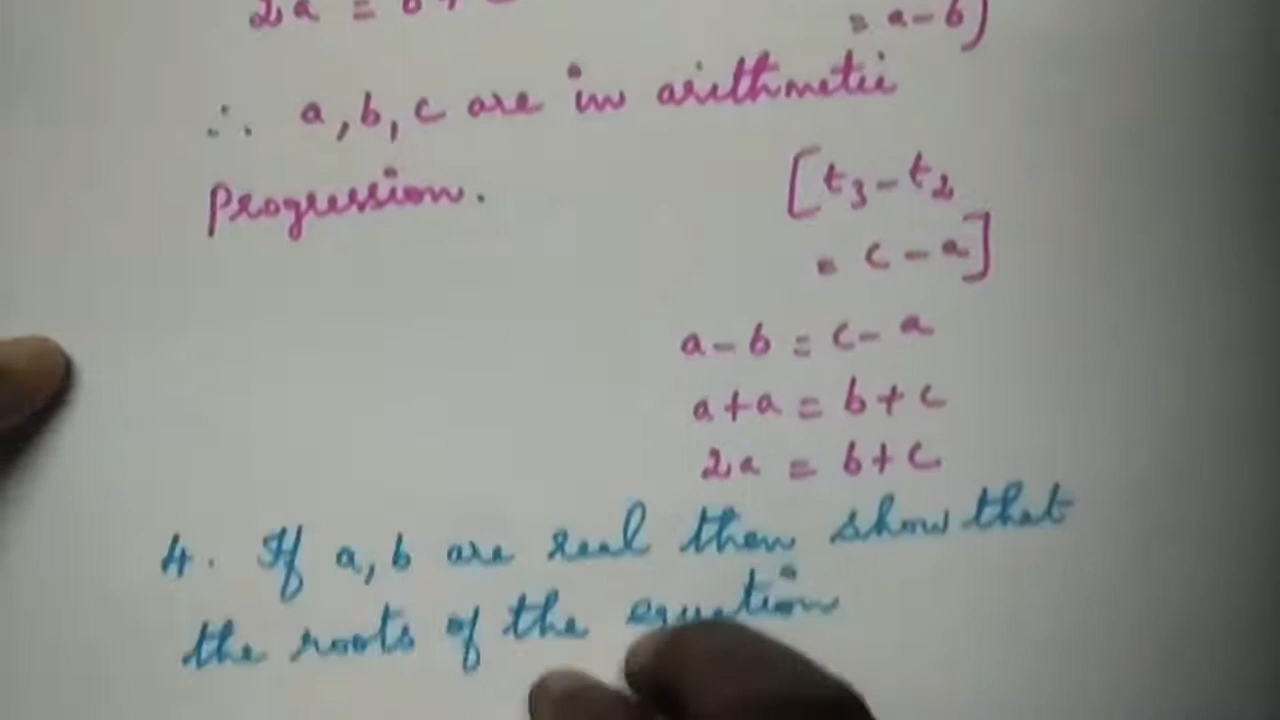 2a = b + c
= a - b)
∴ a, b, c are in arithmetic
Progression.
[t₃ - t₂
= c - a]
a - b = c - a
a + a = b + c
2a = b + c
4. If a, b are real then show that
the roots of the equation